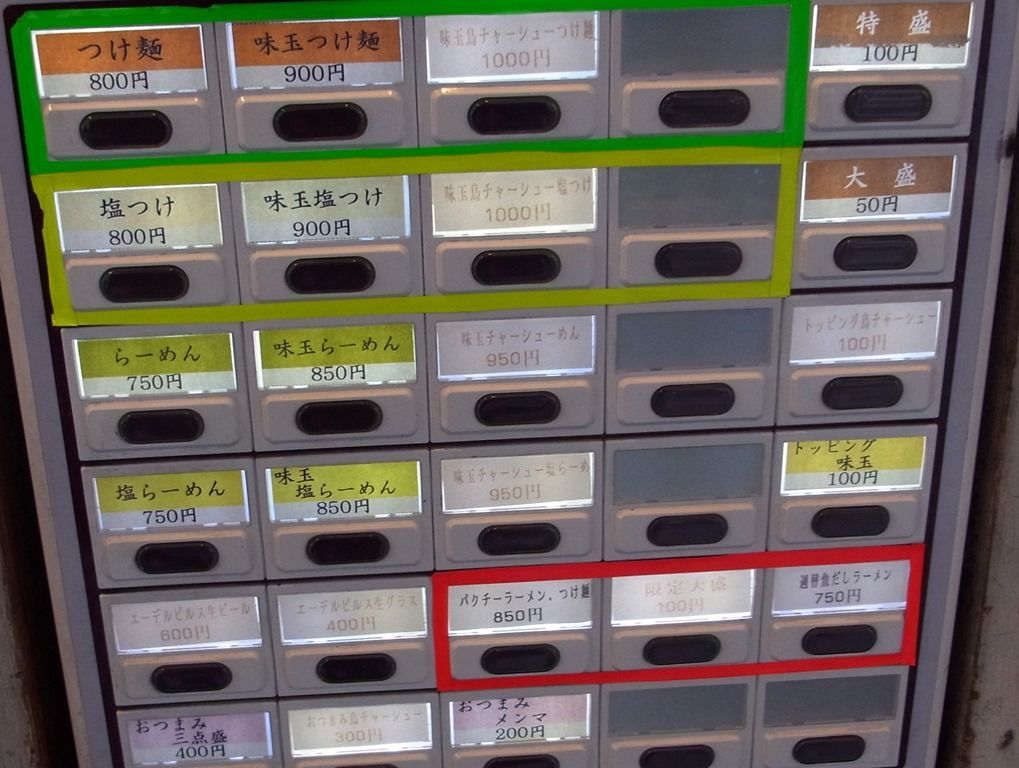 つけ麺
800円
味玉つけ麺
900円
味玉鳥チャーシューつけ麺
1000円
特盛
100円
塩つけ
800円
味玉塩つけ
900円
味玉鳥チャーシュー塩つけ
1000円
大盛
50円
らーめん
750円
味玉らーめん
850円
味玉チャーシューめん
950円
トッピング鳥チャーシュー
100円
塩らーめん
750円
味玉
塩らーめん
850円
味玉チャーシュー塩らーめ
950円
トッピング
味玉
100円
エーデルピルス生ビール
600円
エーデルピルス生グラス
400円
パクチーラーメン,つけ麺
850円
限定大盛
100円
週替魚だしラーメン
750円
おつまみ
三点盛
400円
おつまみ鳥チャーシュー
300円
おつまみ
メンマ
200円